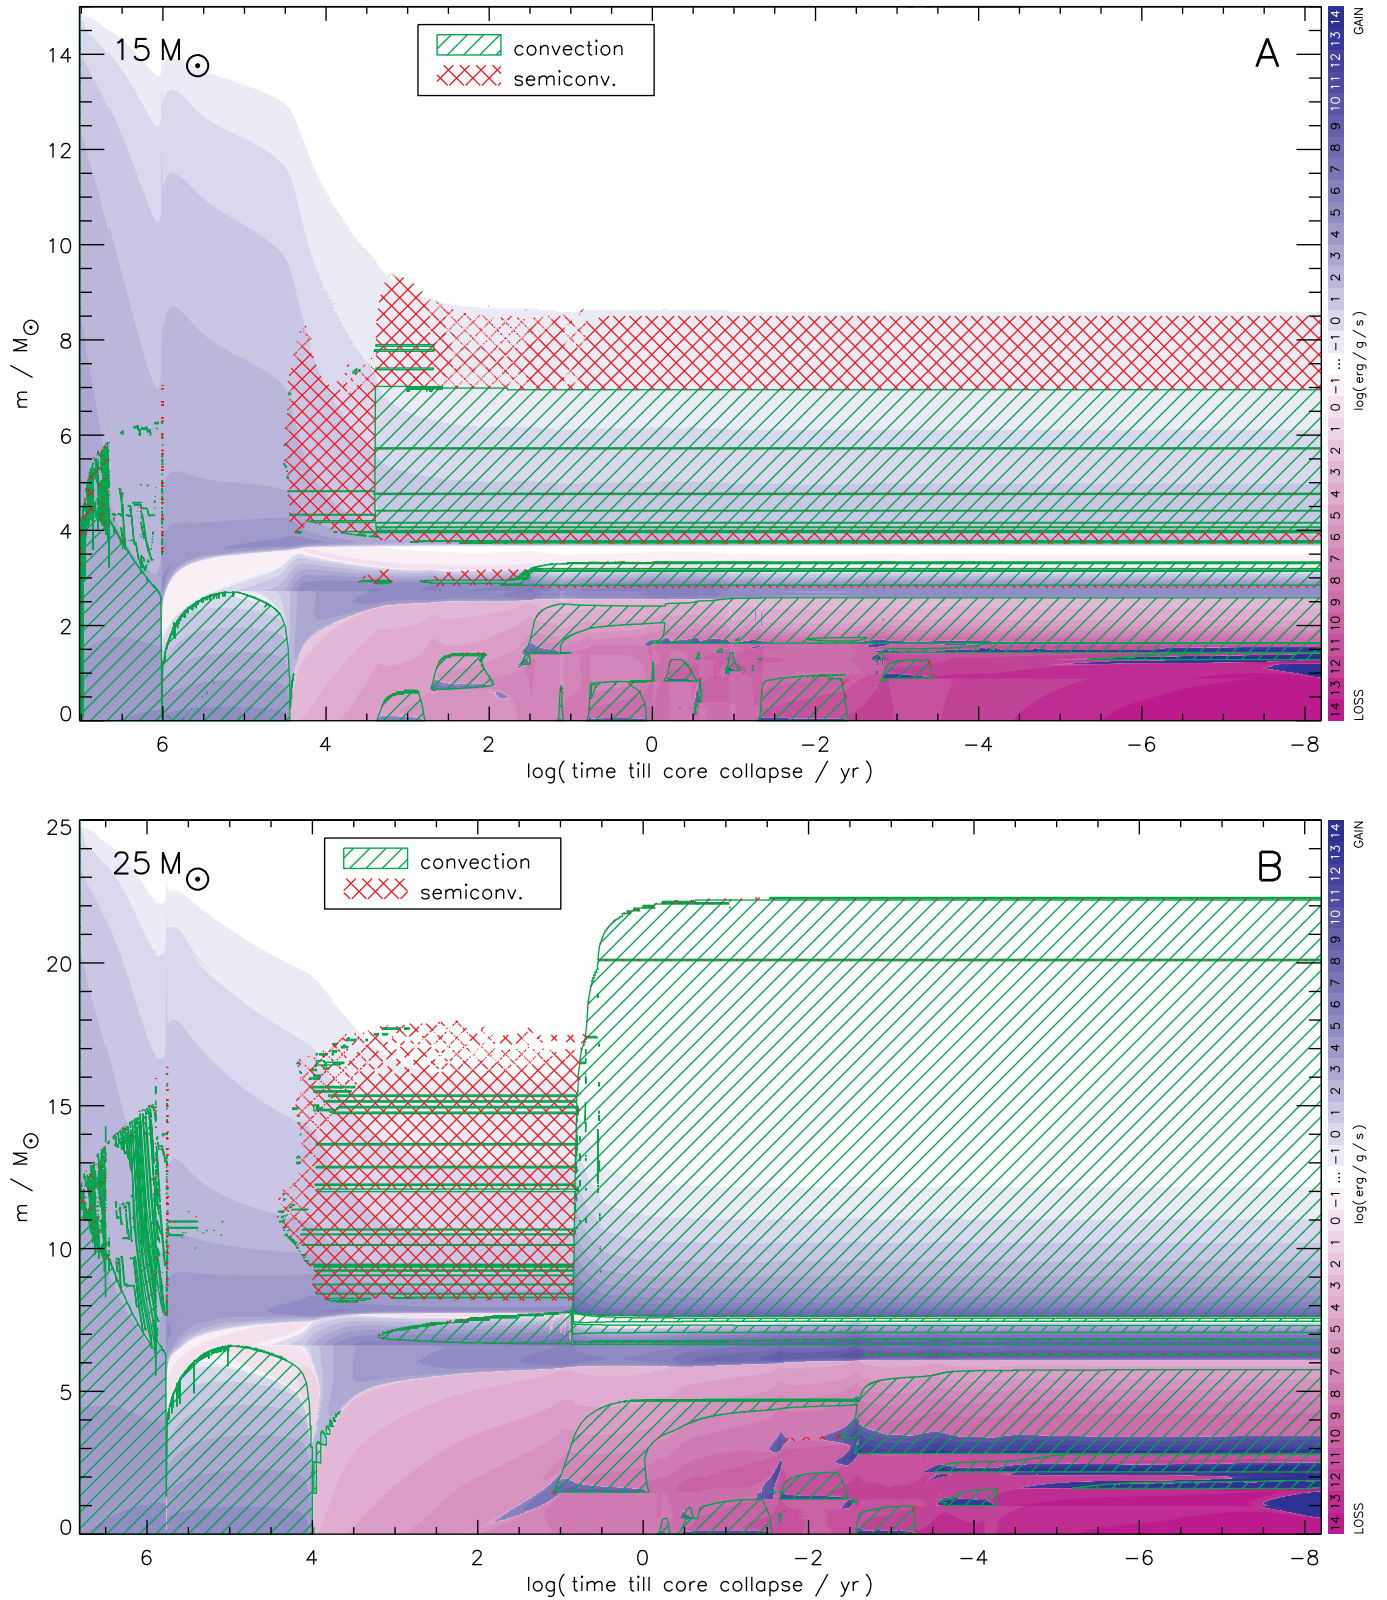 15 M☉
convection
semiconv.
A
14
12
10
8
6
4
2
0
m / M☉
6 4 2 0 −2 −4 −6 −8
log(time till core collapse / yr)
GAIN
14 13 12 11 10 9 8 7 6 5 4 3 2 1 0 −1 ... −1 0 1 2 3 4 5 6 7 8 9 10 11 12 13 14
log(erg/g/s)
LOSS
25 M☉
convection
semiconv.
B
25
20
15
10
5
0
m / M☉
6 4 2 0 −2 −4 −6 −8
log(time till core collapse / yr)
GAIN
14 13 12 11 10 9 8 7 6 5 4 3 2 1 0 −1 ... −1 0 1 2 3 4 5 6 7 8 9 10 11 12 13 14
log(erg/g/s)
LOSS